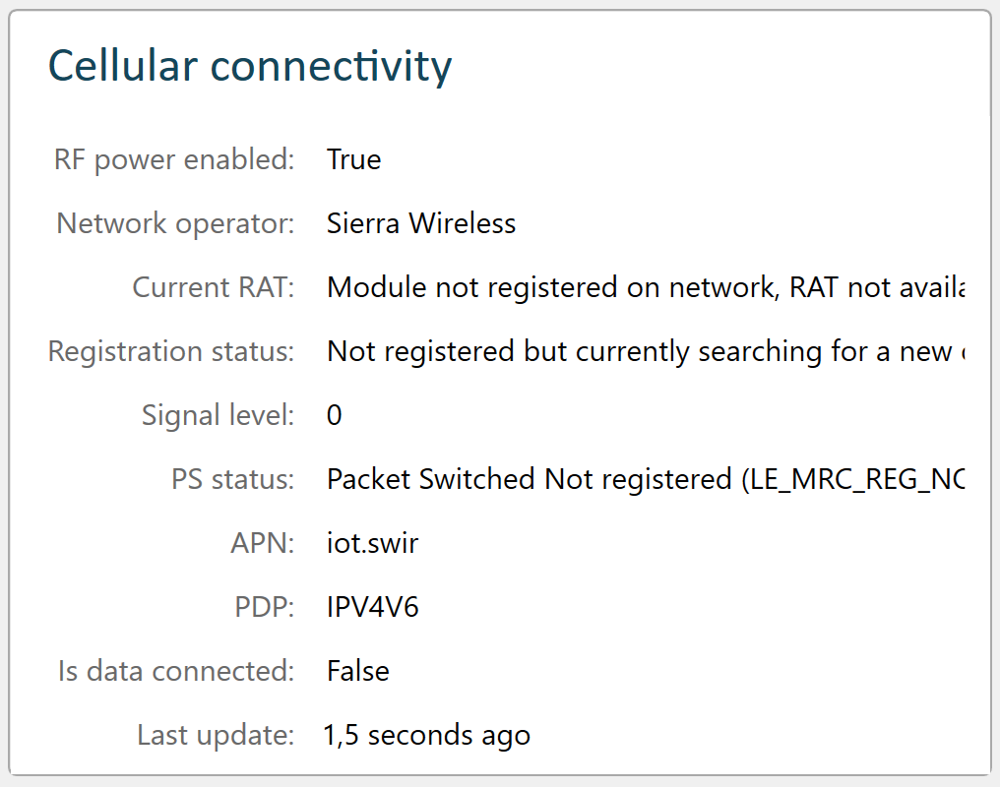 Cellular connectivity
RF power enabled: True
Network operator: Sierra Wireless
Current RAT: Module not registered on network, RAT not availa
Registration status: Not registered but currently searching for a new
Signal level: 0
PS status: Packet Switched Not registered (LE_MRC_REG_NO
APN: iot.swir
PDP: IPV4V6
Is data connected: False
Last update: 1,5 seconds ago